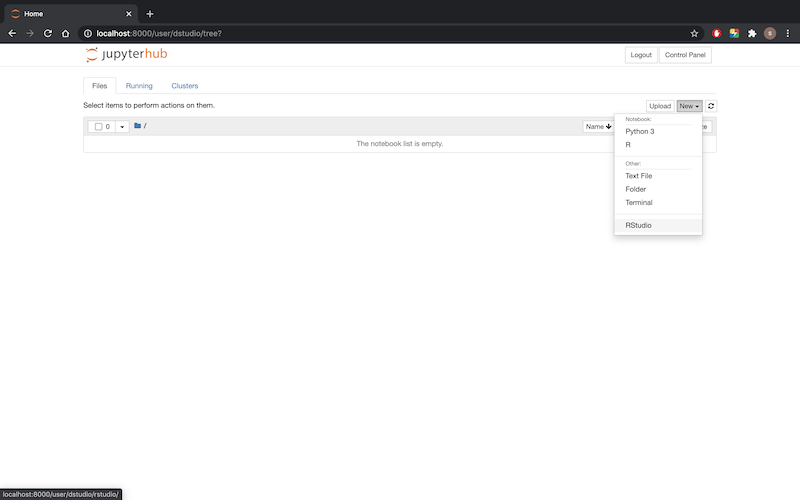 Home
localhost:8000/user/dstudio/tree?
s
jupyterhub
Logout
Control Panel
Files
Running
Clusters
Select items to perform actions on them.
Upload
New
0
/
Name
ze
The notebook list is empty.
Notebook:
Python 3
R
Other:
Text File
Folder
Terminal
RStudio
localhost:8000/user/dstudio/rstudio/